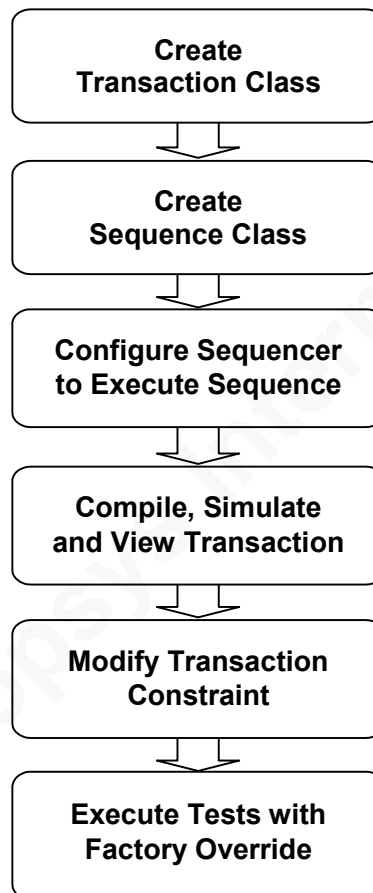 Create
Transaction Class
Create
Sequence Class
Configure Sequencer
to Execute Sequence
Compile, Simulate
and View Transaction
Modify Transaction
Constraint
Execute Tests with
Factory Override